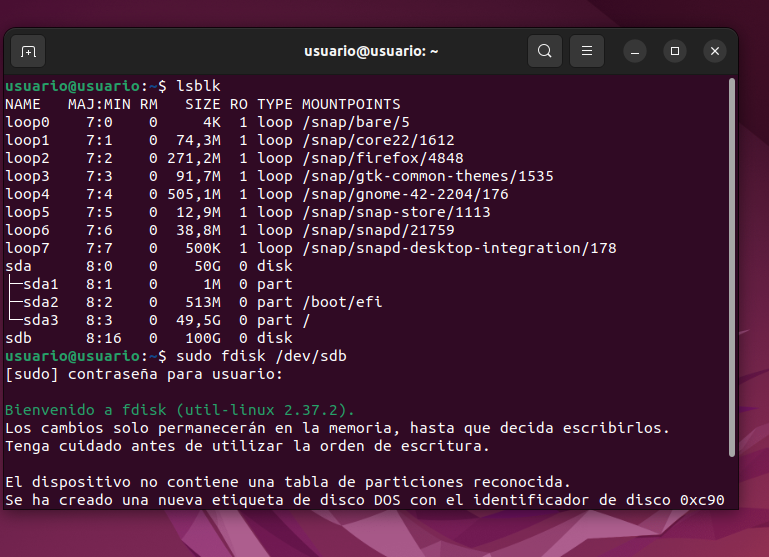 usuario@usuario: ~
usuario@usuario:~$ lsblk
NAME   MAJ:MIN RM   SIZE RO TYPE MOUNTPOINTS
loop0    7:0    0     4K  1 loop /snap/bare/5
loop1    7:1    0  74,3M  1 loop /snap/core22/1612
loop2    7:2    0 271,2M  1 loop /snap/firefox/4848
loop3    7:3    0  91,7M  1 loop /snap/gtk-common-themes/1535
loop4    7:4    0 505,1M  1 loop /snap/gnome-42-2204/176
loop5    7:5    0  12,9M  1 loop /snap/snap-store/1113
loop6    7:6    0  38,8M  1 loop /snap/snapd/21759
loop7    7:7    0   500K  1 loop /snap/snapd-desktop-integration/178
sda      8:0    0    50G  0 disk
├─sda1   8:1    0     1M  0 part
├─sda2   8:2    0   513M  0 part /boot/efi
└─sda3   8:3    0  49,5G  0 part /
sdb      8:16   0   100G  0 disk
usuario@usuario:~$ sudo fdisk /dev/sdb
[sudo] contraseña para usuario:
Bienvenido a fdisk (util-linux 2.37.2).
Los cambios solo permanecerán en la memoria, hasta que decida escribirlos.
Tenga cuidado antes de utilizar la orden de escritura.
El dispositivo no contiene una tabla de particiones reconocida.
Se ha creado una nueva etiqueta de disco DOS con el identificador de disco 0xc90